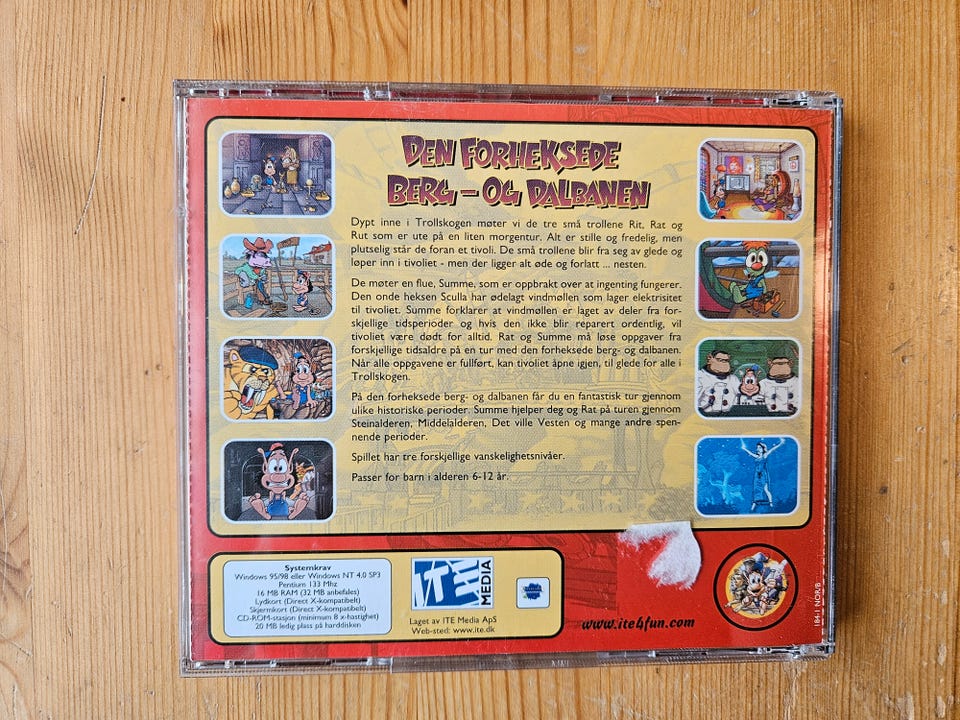 DEN FORHEKSEDE
BERG - OG DALBANEN
Dypt inne i Trollskogen møter vi de tre små trollene Rit, Rat og
Rut som er ute på en liten morgentur. Alt er stille og fredelig, men
plutselig står de foran et tivoli. De små trollene blir fra seg av glede og
løper inn i tivoliet - men der ligger alt øde og forlatt ... nesten.
De møter en flue, Summe, som er oppbrakt over at ingenting fungerer.
Den onde heksen Sculla har ødelagt vindmøllen som lager elektrisitet
til tivoliet. Summe forklarer at vindmøllen er laget av deler fra for-
skjellige tidsperioder og hvis den ikke blir reparert ordentlig, vil
tivoliet være dødt for alltid. Rat og Summe må løse oppgaver fra
forskjellige tidsaldre på en tur med den forheksede berg- og dalbanen.
Når alle oppgavene er fullført, kan tivoliet åpne igjen, til glede for alle i
Trollskogen.
På den forheksede berg- og dalbanen får du en fantastisk tur gjennom
ulike historiske perioder. Summe hjelper deg og Rat på turen gjennom
Steinalderen, Middelalderen, Det ville Vesten og mange andre spen-
nende perioder.
Spillet har tre forskjellige vanskelighetsnivåer.
Passer for barn i alderen 6-12 år.
Systemkrav
Windows 95/98 eller Windows NT 4.0 SP3
Pentium 133 Mhz
16 MB RAM (32 MB anbefales)
Lydkort (Direct X-kompatibelt)
Skjermkort (Direct X-kompatibelt)
CD-ROM-stasjon (minimum 8 x-hastighet)
20 MB ledig plass på harddisken
ITE MEDIA
Laget av ITE Media ApS
Web-sted: www.ite.dk
www.ite4fun.com
1841 NOR/B